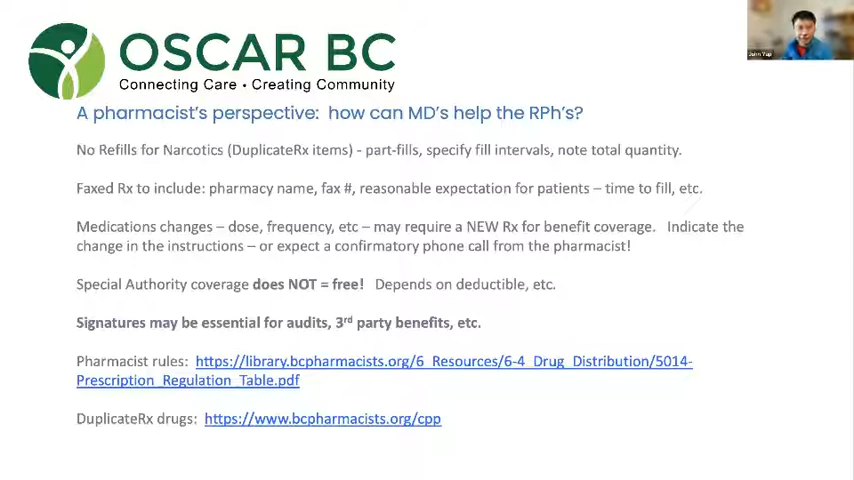 OSCAR BC
Connecting Care • Creating Community
A pharmacist's perspective: how can MD's help the RPh's?
No Refills for Narcotics (DuplicateRx items) - part-fills, specify fill intervals, note total quantity.
Faxed Rx to include: pharmacy name, fax #, reasonable expectation for patients – time to fill, etc.
Medications changes – dose, frequency, etc – may require a NEW Rx for benefit coverage. Indicate the
change in the instructions – or expect a confirmatory phone call from the pharmacist!
Special Authority coverage does NOT = free! Depends on deductible, etc.
Signatures may be essential for audits, 3rd party benefits, etc.
Pharmacist rules: https://library.bcpharmacists.org/6_Resources/6-4_Drug_Distribution/5014-
Prescription_Regulation_Table.pdf
DuplicateRx drugs: https://www.bcpharmacists.org/cpp